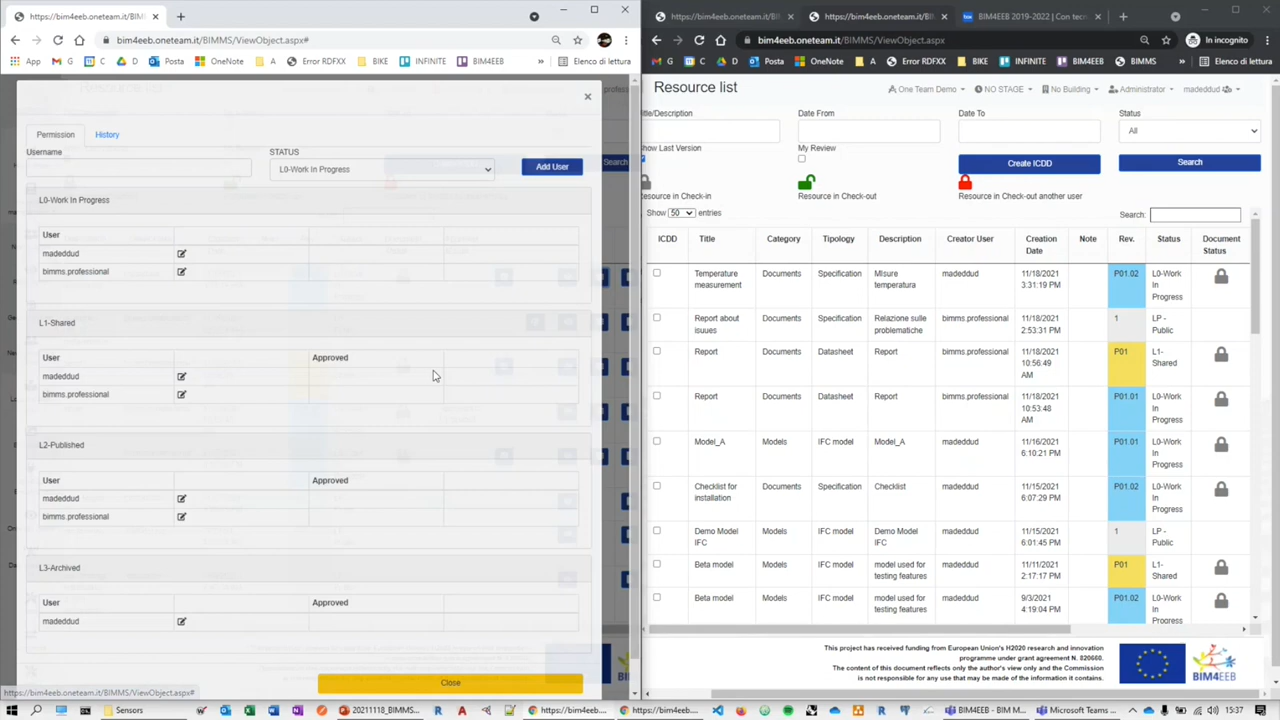 https://bim4eeb.oneteam.it/BIMMS
bim4eeb.oneteam.it/BIMMS/ViewObject.aspx#
App G C D Posta OneNote A Error RDFXX BIKE INFINITE BIM4EEB » Elenco di lettura
Permission History
Username STATUS
L0-Work In Progress Add User
L0-Work In Progress
User
madeddud
bimms.professional
L1-Shared
User Approved
madeddud
bimms.professional
L2-Published
User Approved
madeddud
bimms.professional
L3-Archived
User Approved
madeddud
Close
https://bim4eeb.oneteam.it/BIMMS/ViewObject.aspx#
Search
https://bim4eeb.oneteam.it/BIMMS https://bim4eeb.oneteam.it/BIMMS BIM4EEB 2019-2022 | Con tecno
bim4eeb.oneteam.it/BIMMS/ViewObject.aspx In incognito
G C D Posta OneNote A Error RDFXX BIKE INFINITE BIM4EEB BIMMS » Elenco di lettura
Resource list One Team Demo NO STAGE No Building Administrator madeddud
Title/Description Date From Date To Status
All
Show Last Version My Review
Create ICDD Search
Resource in Check-in Resource in Check-out Resource in Check-out another user
Show 50 entries Search:
ICDD Title Category Tipology Description Creator User Creation Date Note Rev. Status Document Status
Temperature measurement Documents Specification MIsure temperatura madeddud 11/18/2021 3:31:19 PM P01.02 L0-Work In Progress
Report about isuues Documents Specification Relazione sulle problematiche bimms.professional 11/18/2021 2:53:31 PM 1 LP - Public
Report Documents Datasheet Report bimms.professional 11/18/2021 10:56:49 AM P01 L1-Shared
Report Documents Datasheet Report bimms.professional 11/18/2021 10:53:48 AM P01.01 L0-Work In Progress
Model_A Models IFC model Model_A madeddud 11/16/2021 6:10:21 PM P01.01 L0-Work In Progress
Checklist for installation Documents Specification Checklist madeddud 11/15/2021 6:07:29 PM P01.02 L0-Work In Progress
Demo Model IFC Models IFC model Demo Model IFC madeddud 11/15/2021 6:01:45 PM 1 LP - Public
Beta model Models IFC model model used for testing features madeddud 11/11/2021 2:17:17 PM P01 L1-Shared
Beta model Models IFC model model used for testing features madeddud 9/3/2021 4:19:04 PM P01.02 L0-Work In Progress
This project has received funding from European Union's H2020 research and innovation
programme under grant agreement N. 820660.
The content of this document reflects only the author's view only and the Commission
is not responsible for any use that may be made of the information it contains.
BIM4EEB
Sensors 20211118_MADED... https://bim4eeb.one... https://bim4eeb.one... BIM4EEB - BIM M... Microsoft Teams ... 15:37